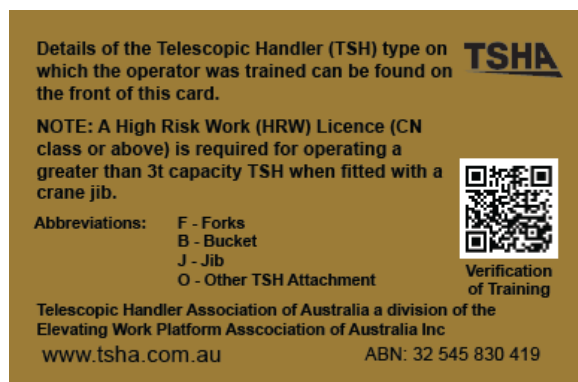 Details of the Telescopic Handler (TSH) type on
which the operator was trained can be found on
the front of this card.
TSHA
NOTE: A High Risk Work (HRW) Licence (CN
class or above) is required for operating a
greater than 3t capacity TSH when fitted with a
crane jib.
Abbreviations: F - Forks
B - Bucket
J - Jib
O - Other TSH Attachment
Verification
of Training
Telescopic Handler Association of Australia a division of the
Elevating Work Platform Asscociation of Australia Inc
www.tsha.com.au ABN: 32 545 830 419